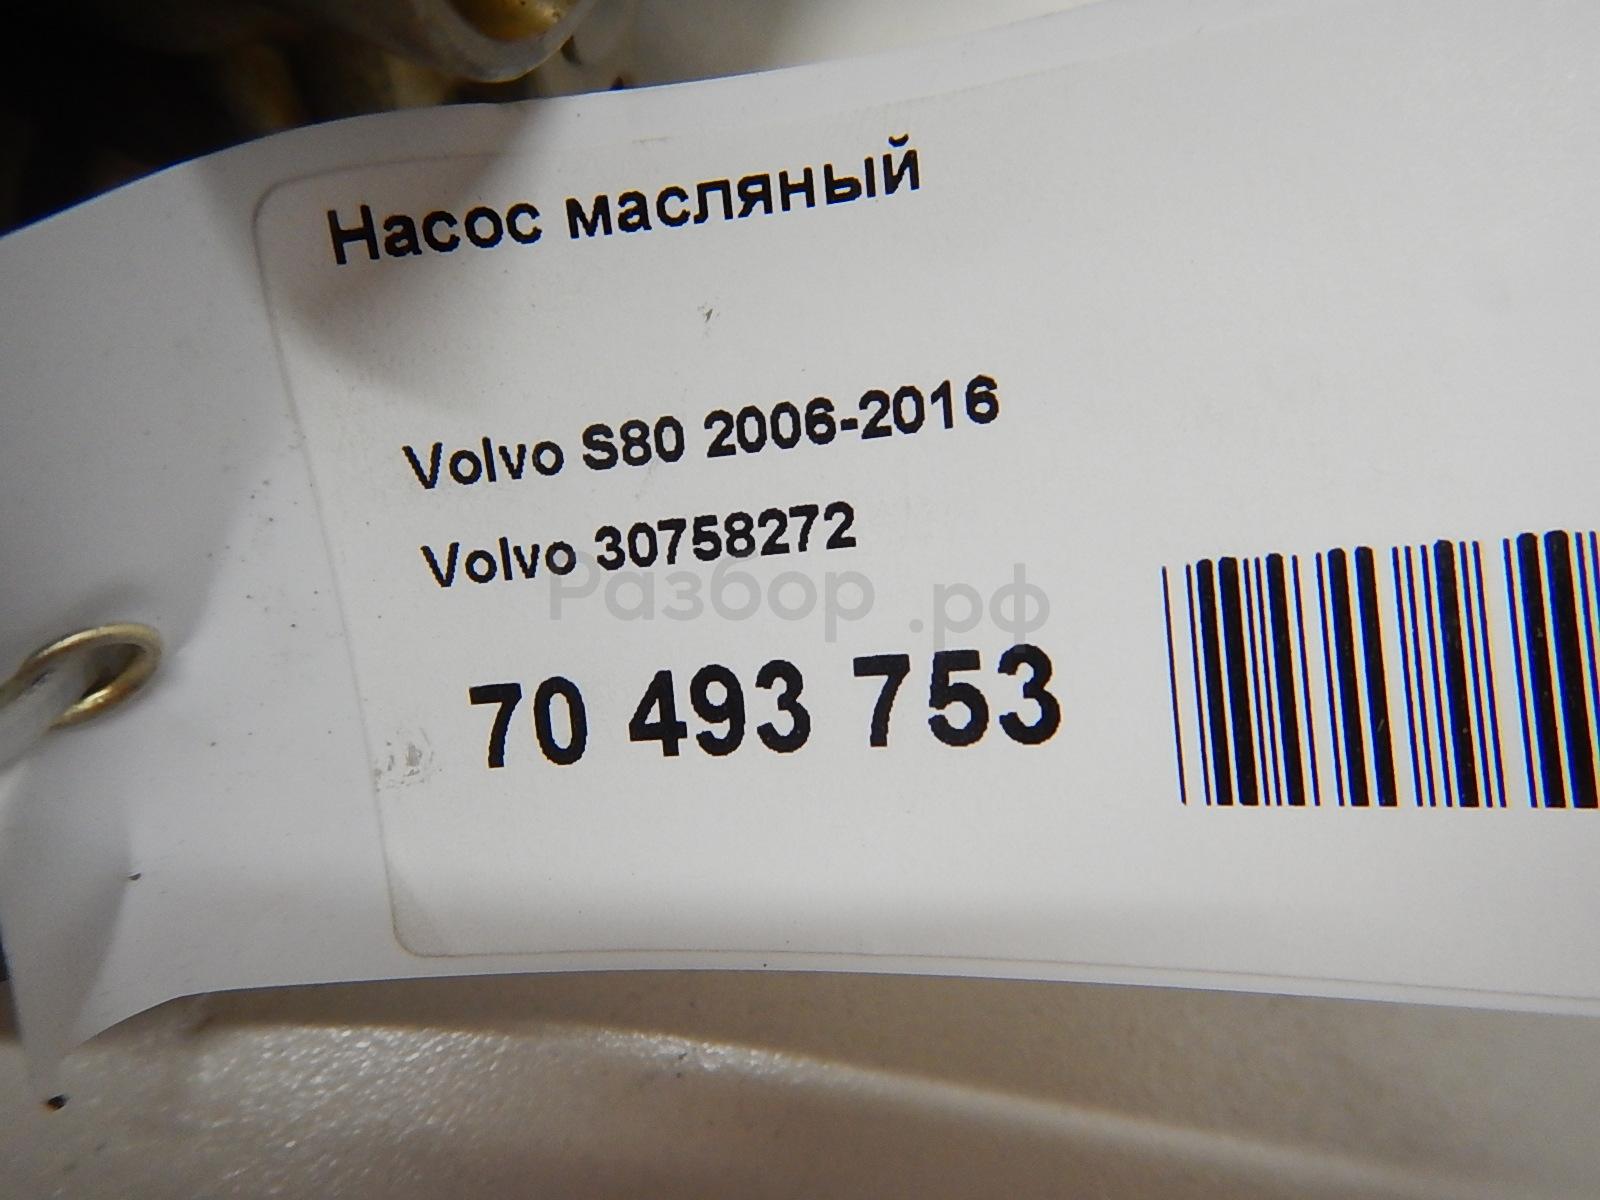 Насос масляный
Volvo S80 2006-2016
Volvo 30758272
Разбор.рф
70 493 753